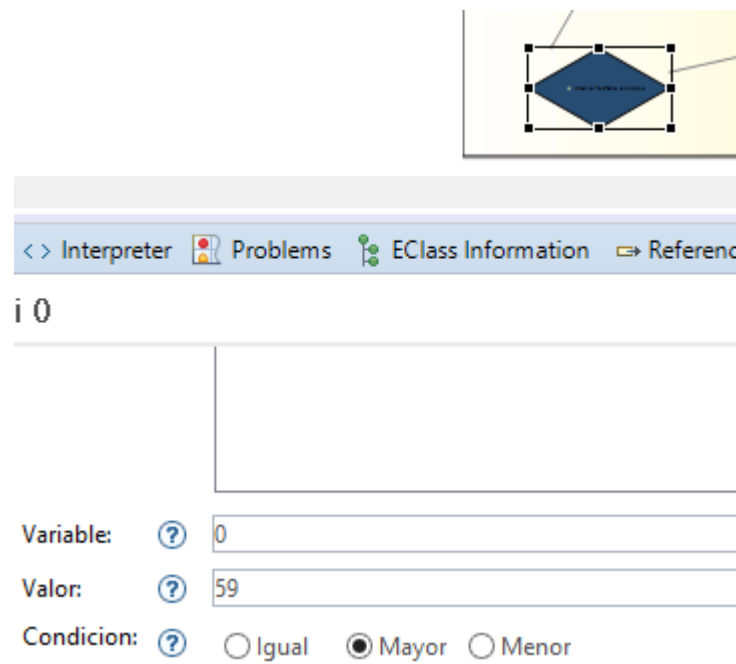 <> Interpreter Problems EClass Information Referenc
i 0
Variable: ? 0
Valor: ? 59
Condicion: ? Igual Mayor Menor